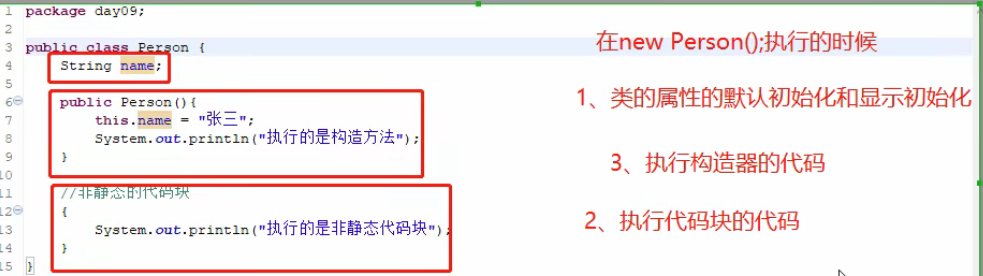 1 package day09;
2
3 public class Person {
4 String name;
5
6 public Person(){
7 this.name = "张三";
8 System.out.println("执行的是构造方法");
9 }
10
11 //非静态的代码块
12 {
13 System.out.println("执行的是非静态代码块");
14 }
15 }
在new Person();执行的时候
1、类的属性的默认初始化和显示初始化
3、执行构造器的代码
2、执行代码块的代码